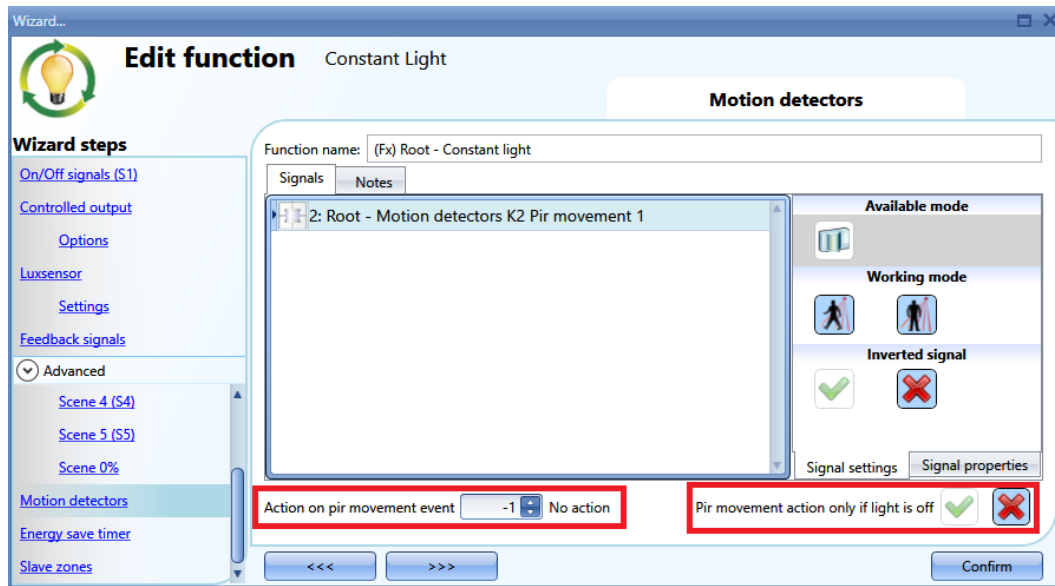 Wizard...
Edit function Constant Light
Motion detectors
Wizard steps
On/Off signals (S1)
Controlled output
Options
Luxsensor
Settings
Feedback signals
Advanced
Scene 4 (S4)
Scene 5 (S5)
Scene 0%
Motion detectors
Energy save timer
Slave zones
Function name: (Fx) Root - Constant light
Signals Notes
2: Root - Motion detectors K2 Pir movement 1
Available mode
Working mode
Inverted signal
Signal settings Signal properties
Action on pir movement event -1 No action
Pir movement action only if light is off
<<< >>> Confirm